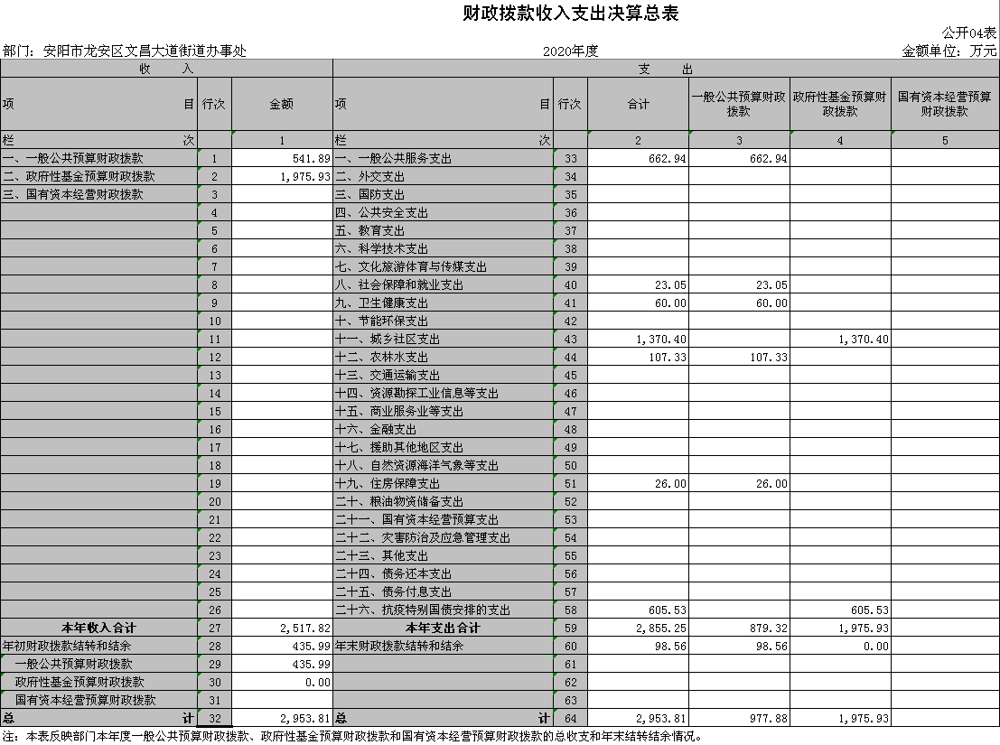 财政拨款收入支出决算总表
公开04表
部门：安阳市龙安区文昌大道街道办事处 2020年度 金额单位：万元
收 入 支 出
项 目 行次 金额 项 目 行次 合计 一般公共预算财政拨款 政府性基金预算财政拨款 国有资本经营预算财政拨款
栏 次 1 栏 次 2 3 4 5
一、一般公共预算财政拨款 1 541.89 一、一般公共服务支出 33 662.94 662.94
二、政府性基金预算财政拨款 2 1,975.93 二、外交支出 34
三、国有资本经营财政拨款 3 三、国防支出 35
4 四、公共安全支出 36
5 五、教育支出 37
6 六、科学技术支出 38
7 七、文化旅游体育与传媒支出 39
8 八、社会保障和就业支出 40 23.05 23.05
9 九、卫生健康支出 41 60.00 60.00
10 十、节能环保支出 42
11 十一、城乡社区支出 43 1,370.40 1,370.40
12 十二、农林水支出 44 107.33 107.33
13 十三、交通运输支出 45
14 十四、资源勘探工业信息等支出 46
15 十五、商业服务业等支出 47
16 十六、金融支出 48
17 十七、援助其他地区支出 49
18 十八、自然资源海洋气象等支出 50
19 十九、住房保障支出 51 26.00 26.00
20 二十、粮油物资储备支出 52
21 二十一、国有资本经营预算支出 53
22 二十二、灾害防治及应急管理支出 54
23 二十三、其他支出 55
24 二十四、债务还本支出 56
25 二十五、债务付息支出 57
26 二十六、抗疫特别国债安排的支出 58 605.53 605.53
本年收入合计 27 2,517.82 本年支出合计 59 2,855.25 879.32 1,975.93
年初财政拨款结转和结余 28 435.99 年末财政拨款结转和结余 60 98.56 98.56 0.00
一般公共预算财政拨款 29 435.99 61
政府性基金预算财政拨款 30 0.00 62
国有资本经营预算财政拨款 31 63
总 计 32 2,953.81 总 计 64 2,953.81 977.88 1,975.93
注：本表反映部门本年度一般公共预算财政拨款、政府性基金预算财政拨款和国有资本经营预算财政拨款的总收支和年末结转结余情况。